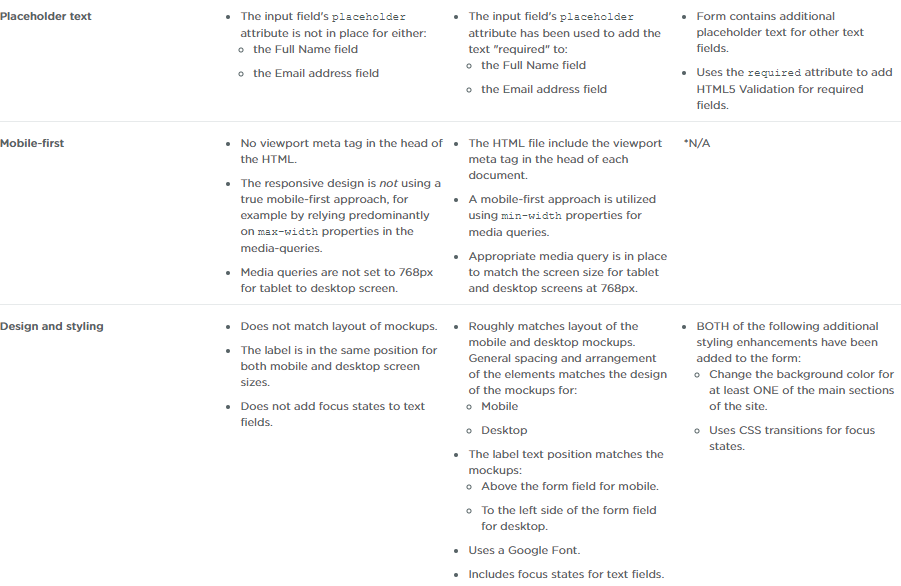 Placeholder text
• The input field's placeholder
attribute is not in place for either:
◦ the Full Name field
◦ the Email address field
• The input field's placeholder
attribute has been used to add the
text "required" to:
◦ the Full Name field
◦ the Email address field
• Form contains additional
placeholder text for other text
fields.
• Uses the required attribute to add
HTML5 Validation for required
fields.
Mobile-first
• No viewport meta tag in the head of
the HTML.
• The responsive design is not using a
true mobile-first approach, for
example by relying predominantly
on max-width properties in the
media-queries.
• Media queries are not set to 768px
for tablet to desktop screen.
• The HTML file include the viewport
meta tag in the head of each
document.
• A mobile-first approach is utilized
using min-width properties for
media queries.
• Appropriate media query is in place
to match the screen size for tablet
and desktop screens at 768px.
*N/A
Design and styling
• Does not match layout of mockups.
• The label is in the same position for
both mobile and desktop screen
sizes.
• Does not add focus states to text
fields.
• Roughly matches layout of the
mobile and desktop mockups.
General spacing and arrangement
of the elements matches the design
of the mockups for:
◦ Mobile
◦ Desktop
• The label text position matches the
mockups:
◦ Above the form field for mobile.
◦ To the left side of the form field
for desktop.
• Uses a Google Font.
• Includes focus states for text fields.
• BOTH of the following additional
styling enhancements have been
added to the form:
◦ Change the background color for
at least ONE of the main sections
of the site.
◦ Uses CSS transitions for focus
states.